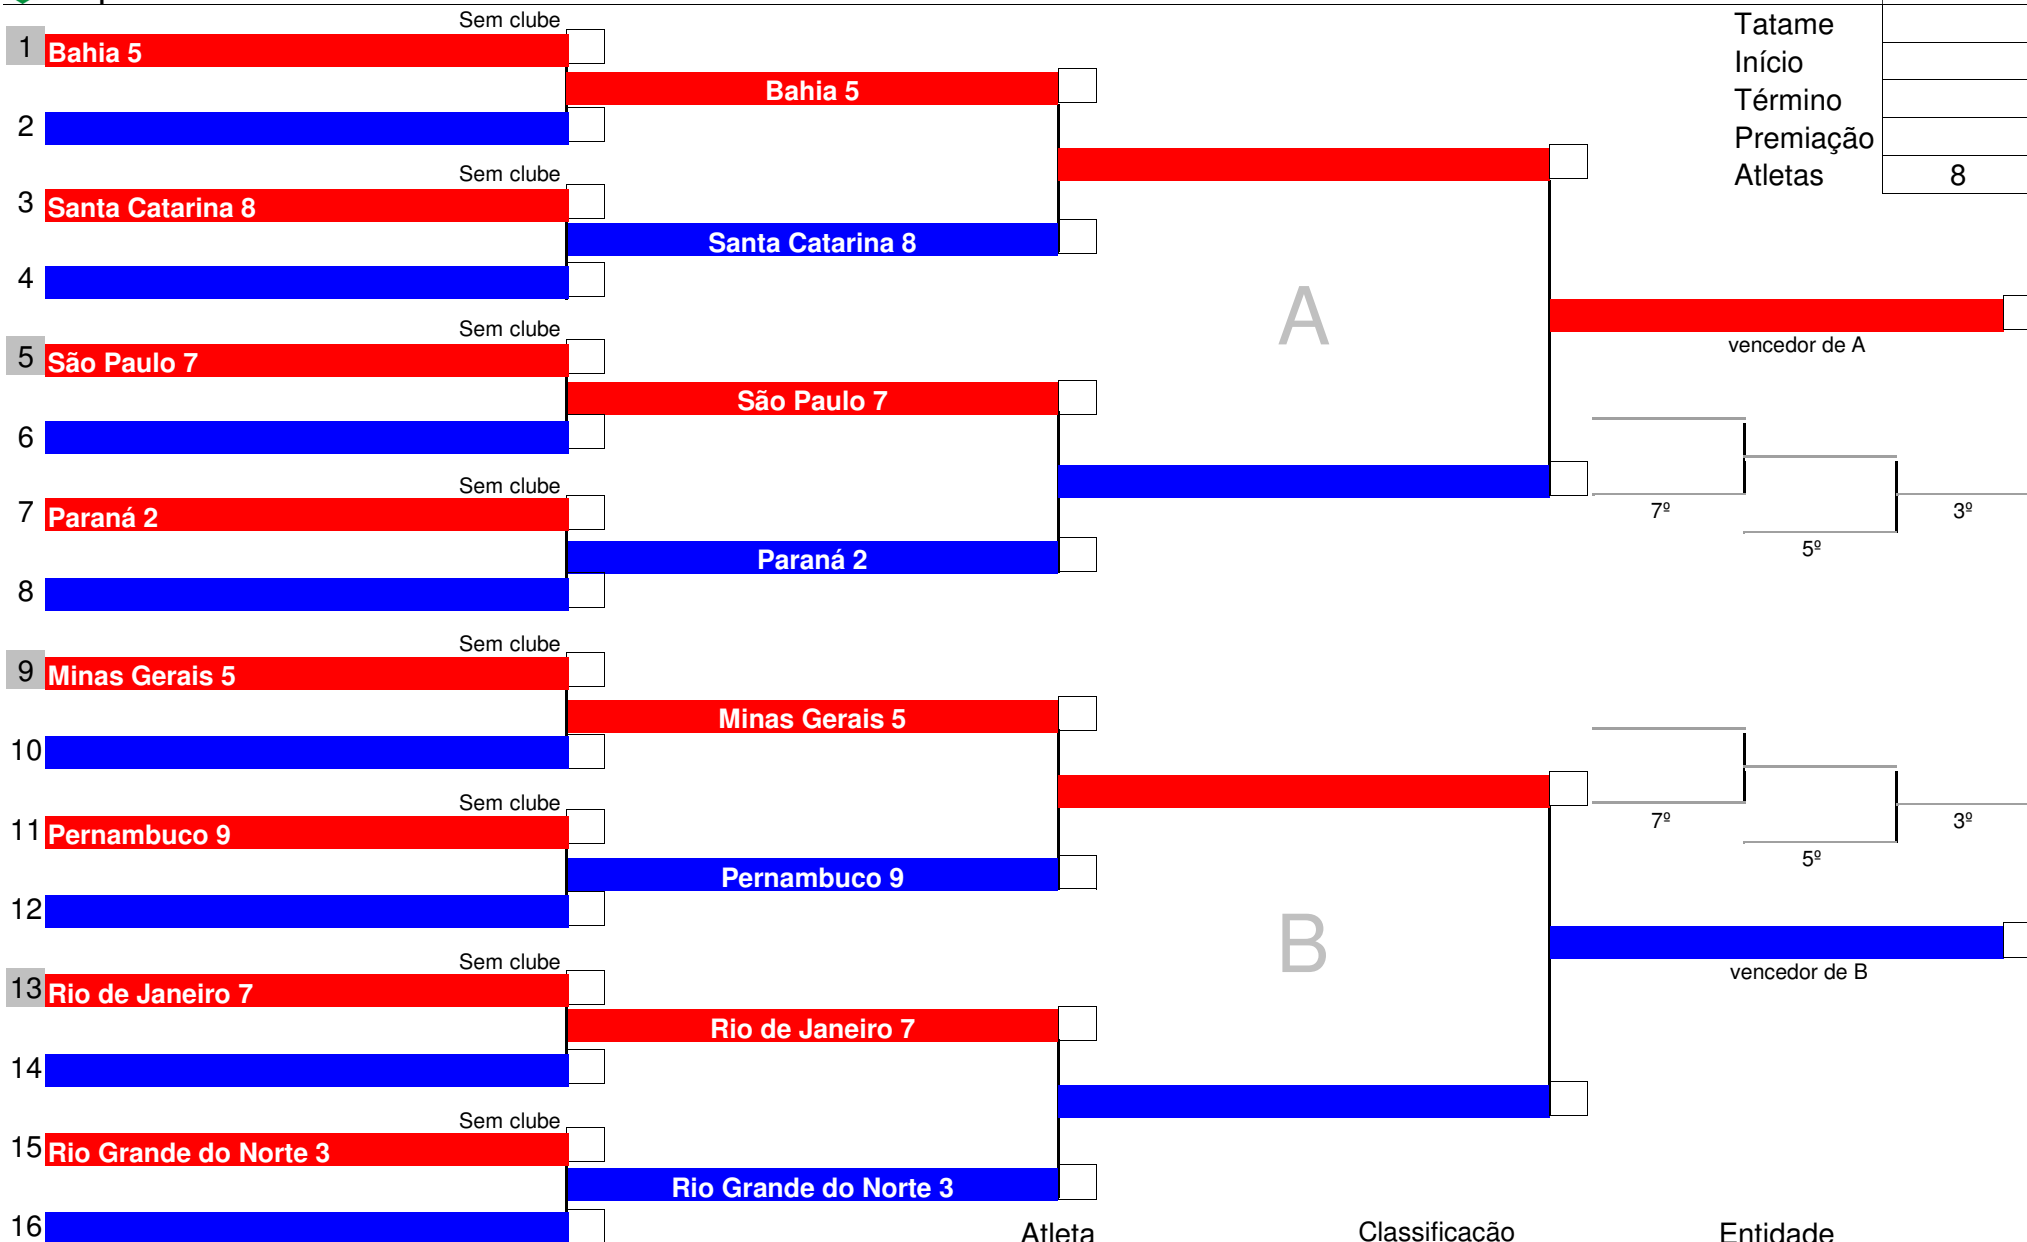 Sem clube
Tatame
1 Bahia 5
Início
Bahia 5
Término
2
Premiação
Sem clube
Atletas 8
3 Santa Catarina 8
Santa Catarina 8
4
A
Sem clube
vencedor de A
5 São Paulo 7
São Paulo 7
6
Sem clube
7 Paraná 2
7º 3º
5º
Paraná 2
8
Sem clube
9 Minas Gerais 5
Minas Gerais 5
10
Sem clube
7º 3º
11 Pernambuco 9
5º
Pernambuco 9
12
B
Sem clube
vencedor de B
13 Rio de Janeiro 7
Rio de Janeiro 7
14
Sem clube
15 Rio Grande do Norte 3
Rio Grande do Norte 3
16
Atleta Classificação Entidade